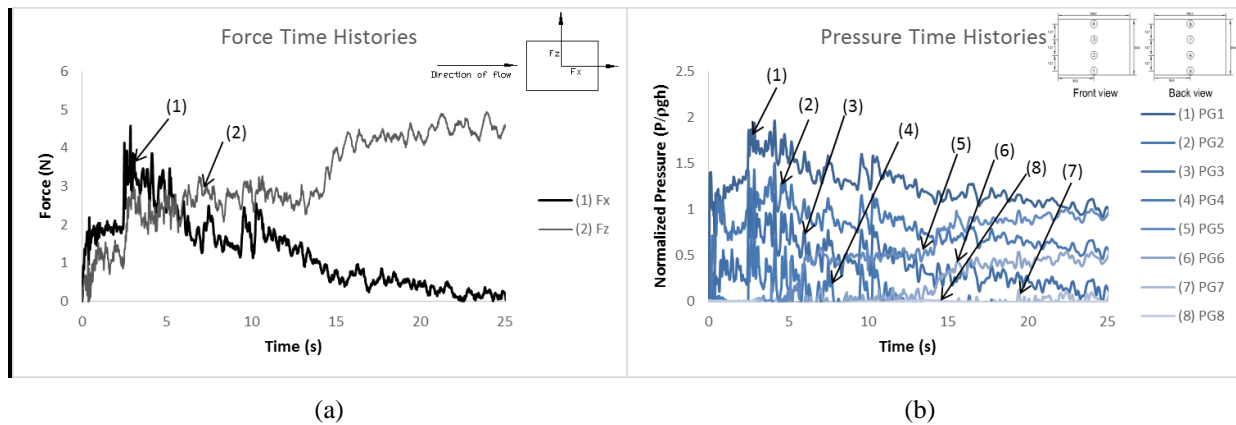 Force Time Histories
Fz
Fx
Direction of flow
6
5
4
3
2
1
0
Force (N)
(1)
(2)
(1) Fx
(2) Fz
0 5 10 15 20 25
Time (s)
(a)
Pressure Time Histories
Front view
Back view
2.5
2
1.5
1
0.5
0
Normalized Pressure (P/ρgh)
(1)
(2)
(3)
(4)
(5)
(6)
(8)
(7)
(1) PG1
(2) PG2
(3) PG3
(4) PG4
(5) PG5
(6) PG6
(7) PG7
(8) PG8
0 5 10 15 20 25
Time (s)
(b)